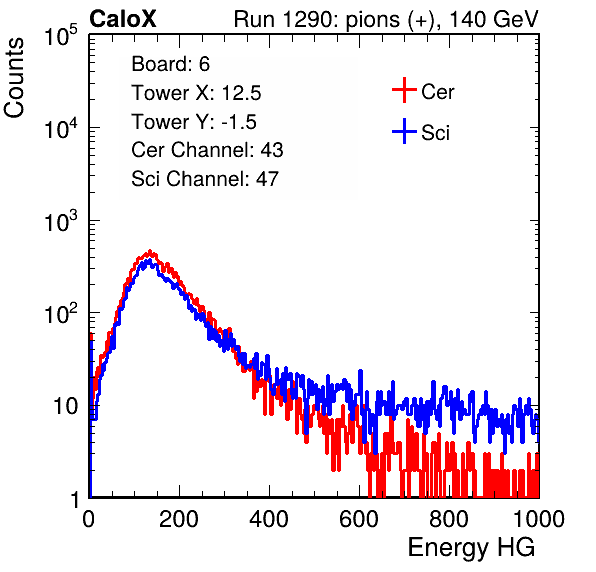 CaloX Run 1290: pions (+), 140 GeV
Counts
Board: 6
Tower X: 12.5
Tower Y: -1.5
Cer Channel: 43
Sci Channel: 47
Cer
Sci
10^5
10^4
10^3
10^2
10
1
0 200 400 600 800 1000
Energy HG